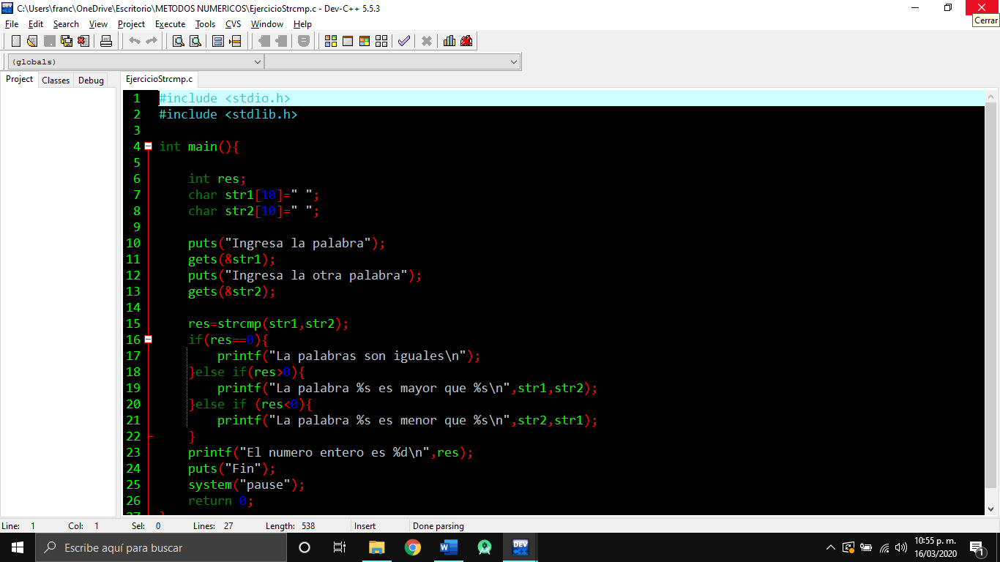 C:\Users\franc\OneDrive\Escritorio\METODOS NUMERICOS\EjercicioStrcmp.c - Dev-C++ 5.5.3
Cerrar
File Edit Search View Project Execute Tools CVS Window Help
(globals)
Project Classes Debug
EjercicioStrcmp.c
1 #include <stdio.h>
2 #include <stdlib.h>
3
4 int main(){
5
6 int res;
7 char str1[10]=" ";
8 char str2[10]=" ";
9
10 puts("Ingresa la palabra");
11 gets(&str1);
12 puts("Ingresa la otra palabra");
13 gets(&str2);
14
15 res=strcmp(str1,str2);
16 if(res==0){
17 printf("La palabras son iguales\n");
18 }else if(res>0){
19 printf("La palabra %s es mayor que %s\n",str1,str2);
20 }else if (res<0){
21 printf("La palabra %s es menor que %s\n",str2,str1);
22 }
23 printf("El numero entero es %d\n",res);
24 puts("Fin");
25 system("pause");
26 return 0;
27 }
Line: 1 Col: 1 Sel: 0 Lines: 27 Length: 538 Insert Done parsing
Escribe aquí para buscar
DEV
10:55 p. m.
16/03/2020
1